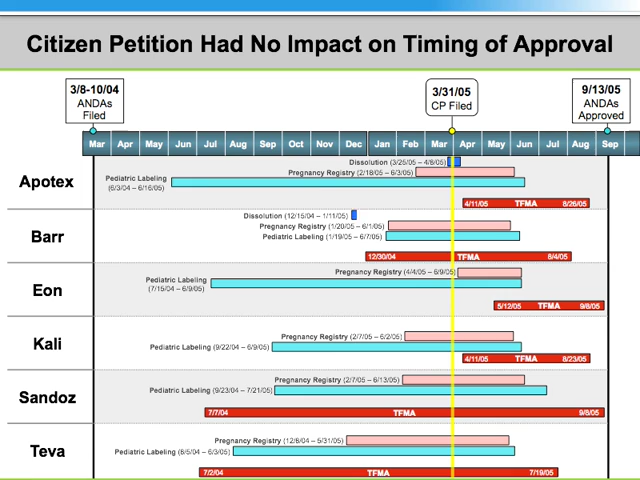 Citizen Petition Had No Impact on Timing of Approval
3/8-10/04
ANDAs
Filed
3/31/05
CP Filed
9/13/05
ANDAs
Approved
Mar Apr May Jun Jul Aug Sep Oct Nov Dec Jan Feb Mar Apr May Jun Jul Aug Sep
Apotex
Dissolution (3/25/05 – 4/8/05)
Pregnancy Registry (2/18/05 – 6/3/05)
Pediatric Labeling
(6/3/04 – 6/16/05)
4/11/05 TFMA 8/26/05
Barr
Dissolution (12/15/04 – 1/11/05)
Pregnancy Registry (1/20/05 – 6/1/05)
Pediatric Labeling (1/19/05 – 6/7/05)
12/30/04 TFMA 8/4/05
Eon
Pregnancy Registry (4/4/05 – 6/9/05)
Pediatric Labeling
(7/15/04 – 6/9/05)
5/12/05 TFMA 9/8/05
Kali
Pregnancy Registry (2/7/05 – 6/2/05)
Pediatric Labeling (9/22/04 – 6/9/05)
4/11/05 TFMA 8/23/05
Sandoz
Pregnancy Registry (2/7/05 – 6/13/05)
Pediatric Labeling (9/23/04 – 7/21/05)
7/7/04 TFMA 9/8/05
Teva
Pregnancy Registry (12/8/04 – 5/31/05)
Pediatric Labeling (8/5/04 – 6/3/05)
7/2/04 TFMA 7/19/05